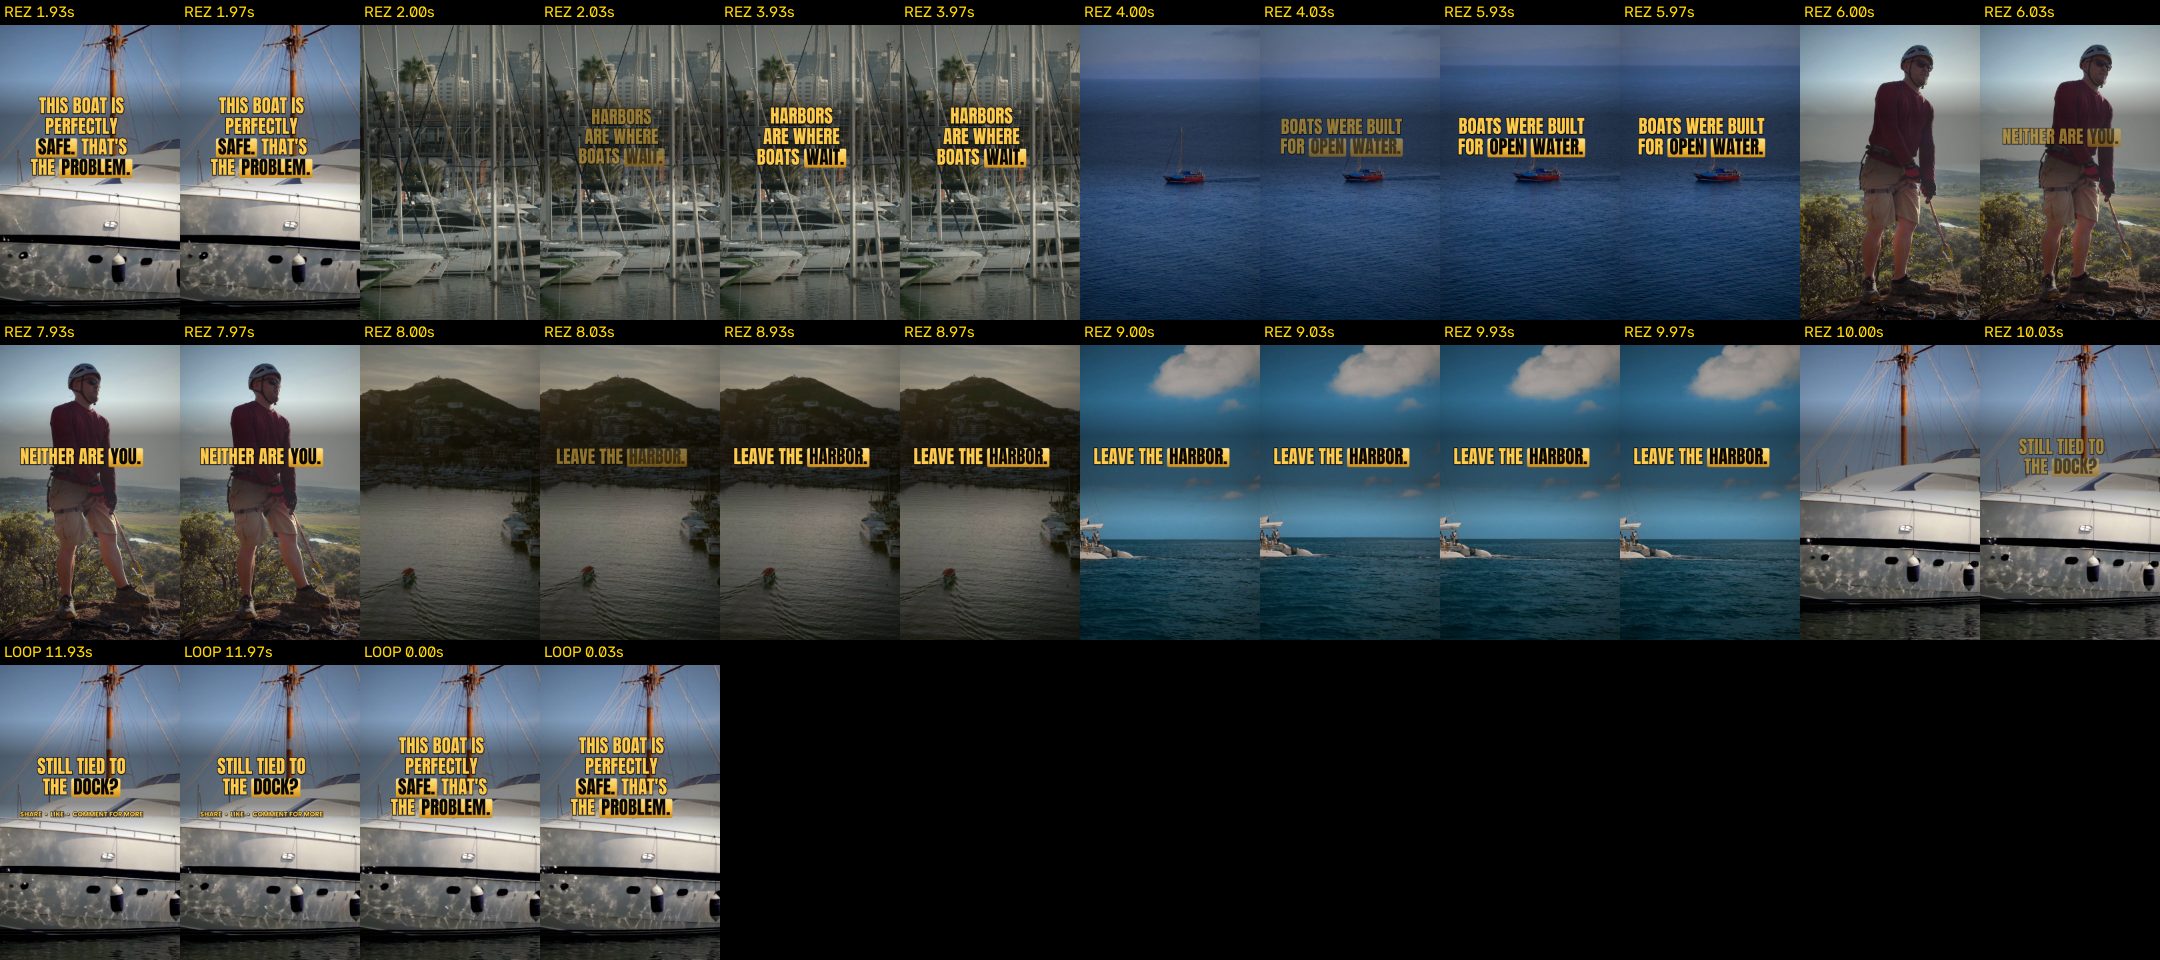 REZ 1.93s
THIS BOAT IS
PERFECTLY
SAFE. THAT'S
THE PROBLEM.
REZ 1.97s
THIS BOAT IS
PERFECTLY
SAFE. THAT'S
THE PROBLEM.
REZ 2.00s
REZ 2.03s
HARBORS
ARE WHERE
BOATS WAIT.
REZ 3.93s
HARBORS
ARE WHERE
BOATS WAIT.
REZ 3.97s
HARBORS
ARE WHERE
BOATS WAIT.
REZ 4.00s
REZ 4.03s
BOATS WERE BUILT
FOR OPEN WATER.
REZ 5.93s
BOATS WERE BUILT
FOR OPEN WATER.
REZ 5.97s
BOATS WERE BUILT
FOR OPEN WATER.
REZ 6.00s
REZ 6.03s
NEITHER ARE YOU.
REZ 7.93s
NEITHER ARE YOU.
REZ 7.97s
NEITHER ARE YOU.
REZ 8.00s
REZ 8.03s
LEAVE THE HARBOR.
REZ 8.93s
LEAVE THE HARBOR.
REZ 8.97s
LEAVE THE HARBOR.
REZ 9.00s
LEAVE THE HARBOR.
REZ 9.03s
LEAVE THE HARBOR.
REZ 9.93s
LEAVE THE HARBOR.
REZ 9.97s
LEAVE THE HARBOR.
REZ 10.00s
REZ 10.03s
STILL TIED TO
THE DOCK?
LOOP 11.93s
STILL TIED TO
THE DOCK?
SHARE • LIKE • COMMENT FOR MORE
LOOP 11.97s
STILL TIED TO
THE DOCK?
SHARE • LIKE • COMMENT FOR MORE
LOOP 0.00s
THIS BOAT IS
PERFECTLY
SAFE. THAT'S
THE PROBLEM.
LOOP 0.03s
THIS BOAT IS
PERFECTLY
SAFE. THAT'S
THE PROBLEM.